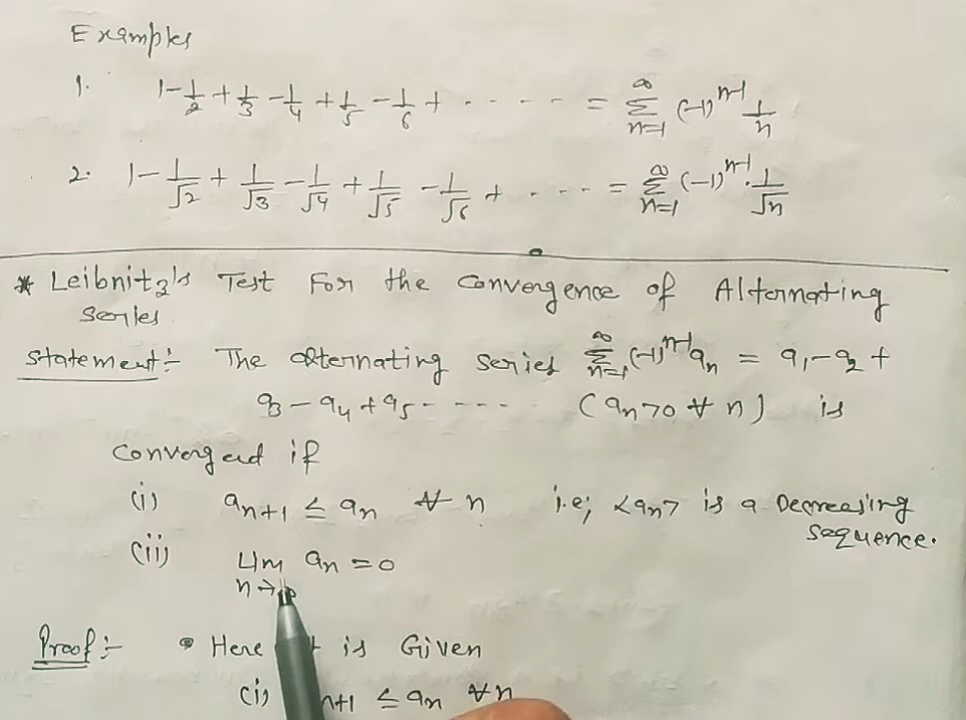 Examples
1. 1-1/2+1/3-1/4+1/5-1/6+ ...... = ∑_{n=1}^{∞} (-1)^{n-1} 1/n
2. 1-1/√2+1/√3-1/√4+1/√5-1/√6+ ..... = ∑_{n=1}^{∞} (-1)^{n-1}.1/√n
* Leibnitz's Test For the Convergence of Alternating
series
Statement:- The alternating series ∑_{n=1}^{∞} (-1)^{n-1} a_n = a_1-a_2+
a_3-a_4+a_5 ...... (a_n>0 ∀ n) is
Convergent if
(i) a_{n+1} ≤ a_n ∀ n i.e; <a_n> is a Decreasing
sequence.
(ii) Lim a_n = 0
n→
Proof:- • Here is Given
(i) n+1 ≤ a_n ∀ n